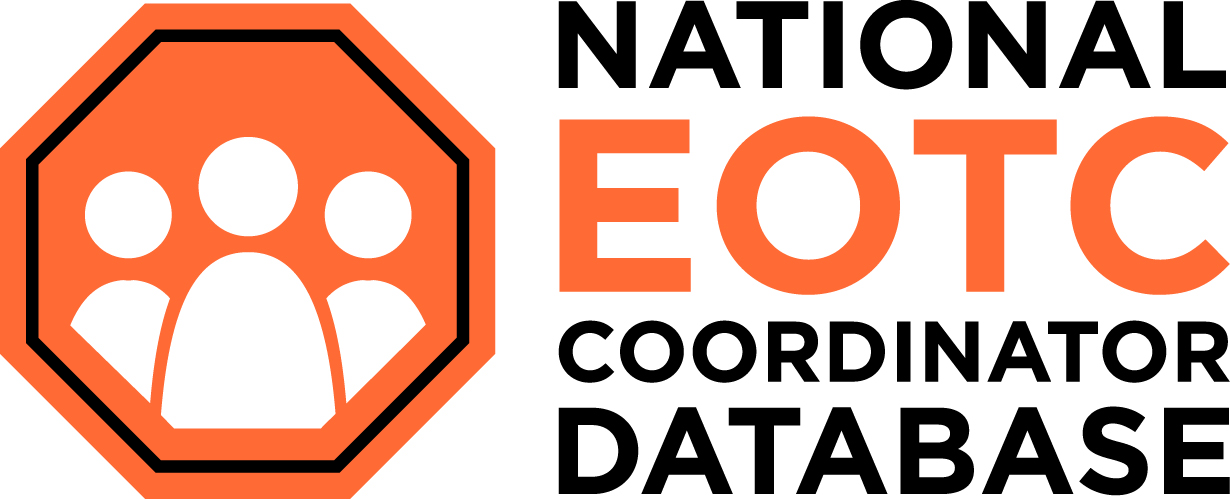 NATIONAL
EOTC
COORDINATOR
DATABASE